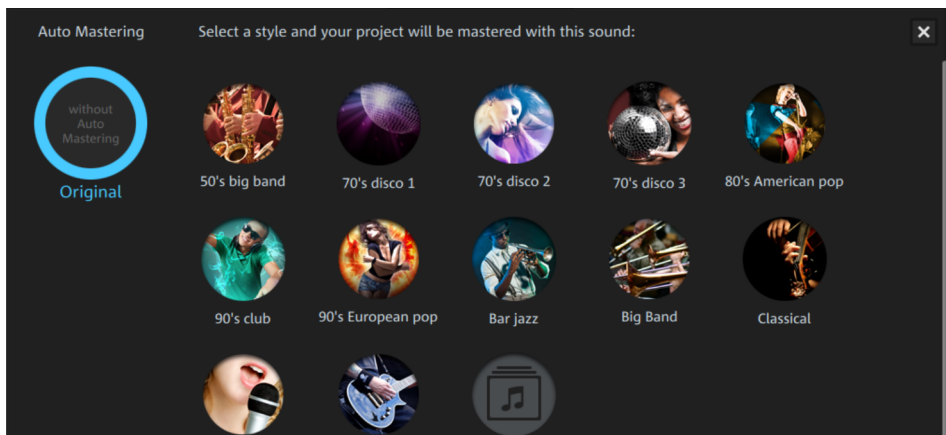 Auto Mastering
Select a style and your project will be mastered with this sound:
without
Auto
Mastering
Original
50's big band
70's disco 1
70's disco 2
70's disco 3
80's American pop
90's club
90's European pop
Bar jazz
Big Band
Classical